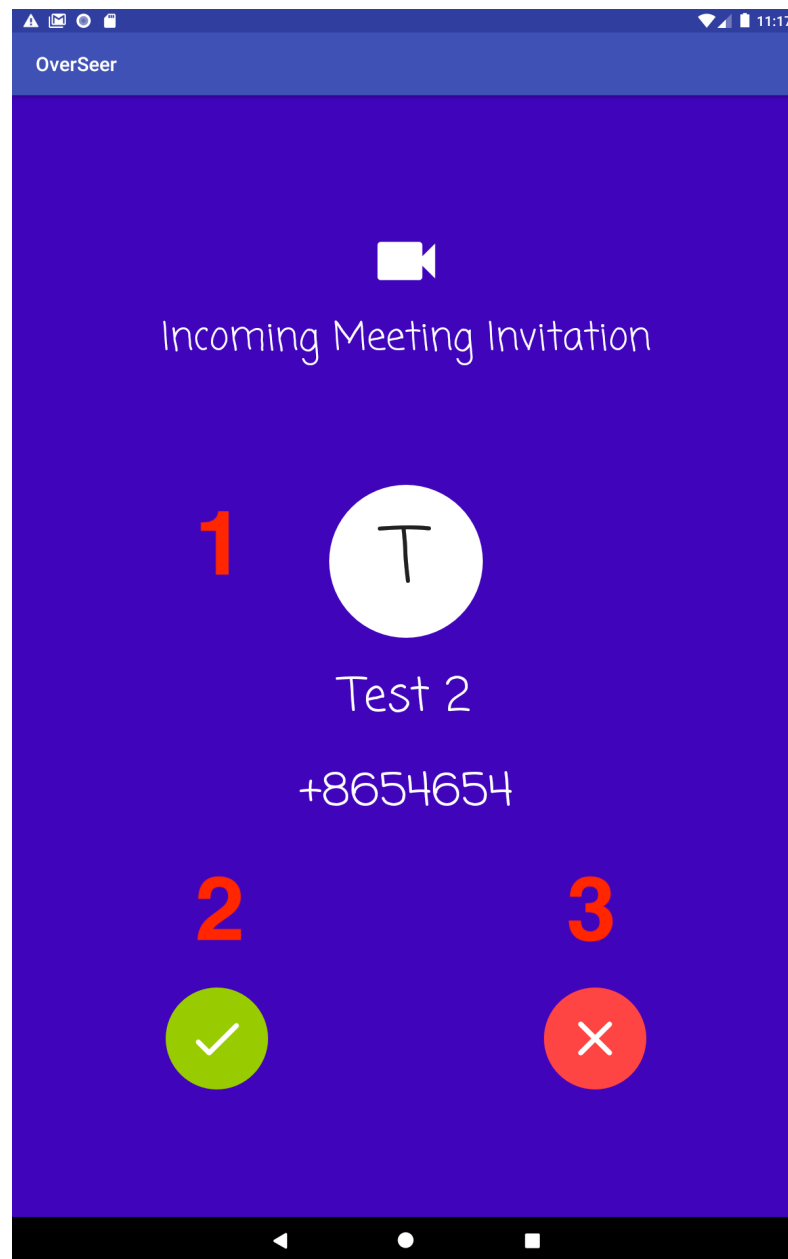 11:17
OverSeer
Incoming Meeting Invitation
1
T
Test 2
+8654654
2 3